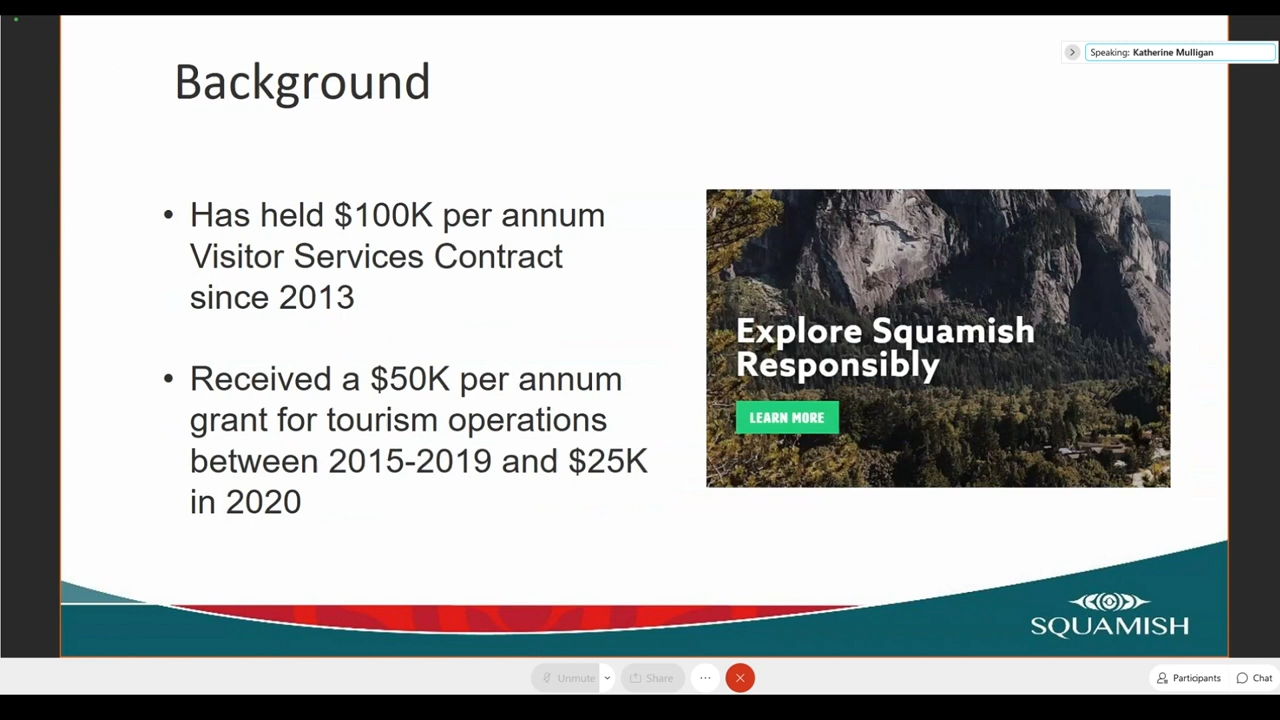 Background
Speaking: Katherine Mulligan
• Has held $100K per annum
Visitor Services Contract
since 2013
• Received a $50K per annum
grant for tourism operations
between 2015-2019 and $25K
in 2020
Explore Squamish
Responsibly
LEARN MORE
SQUAMISH
Unmute
Share
Participants
Chat